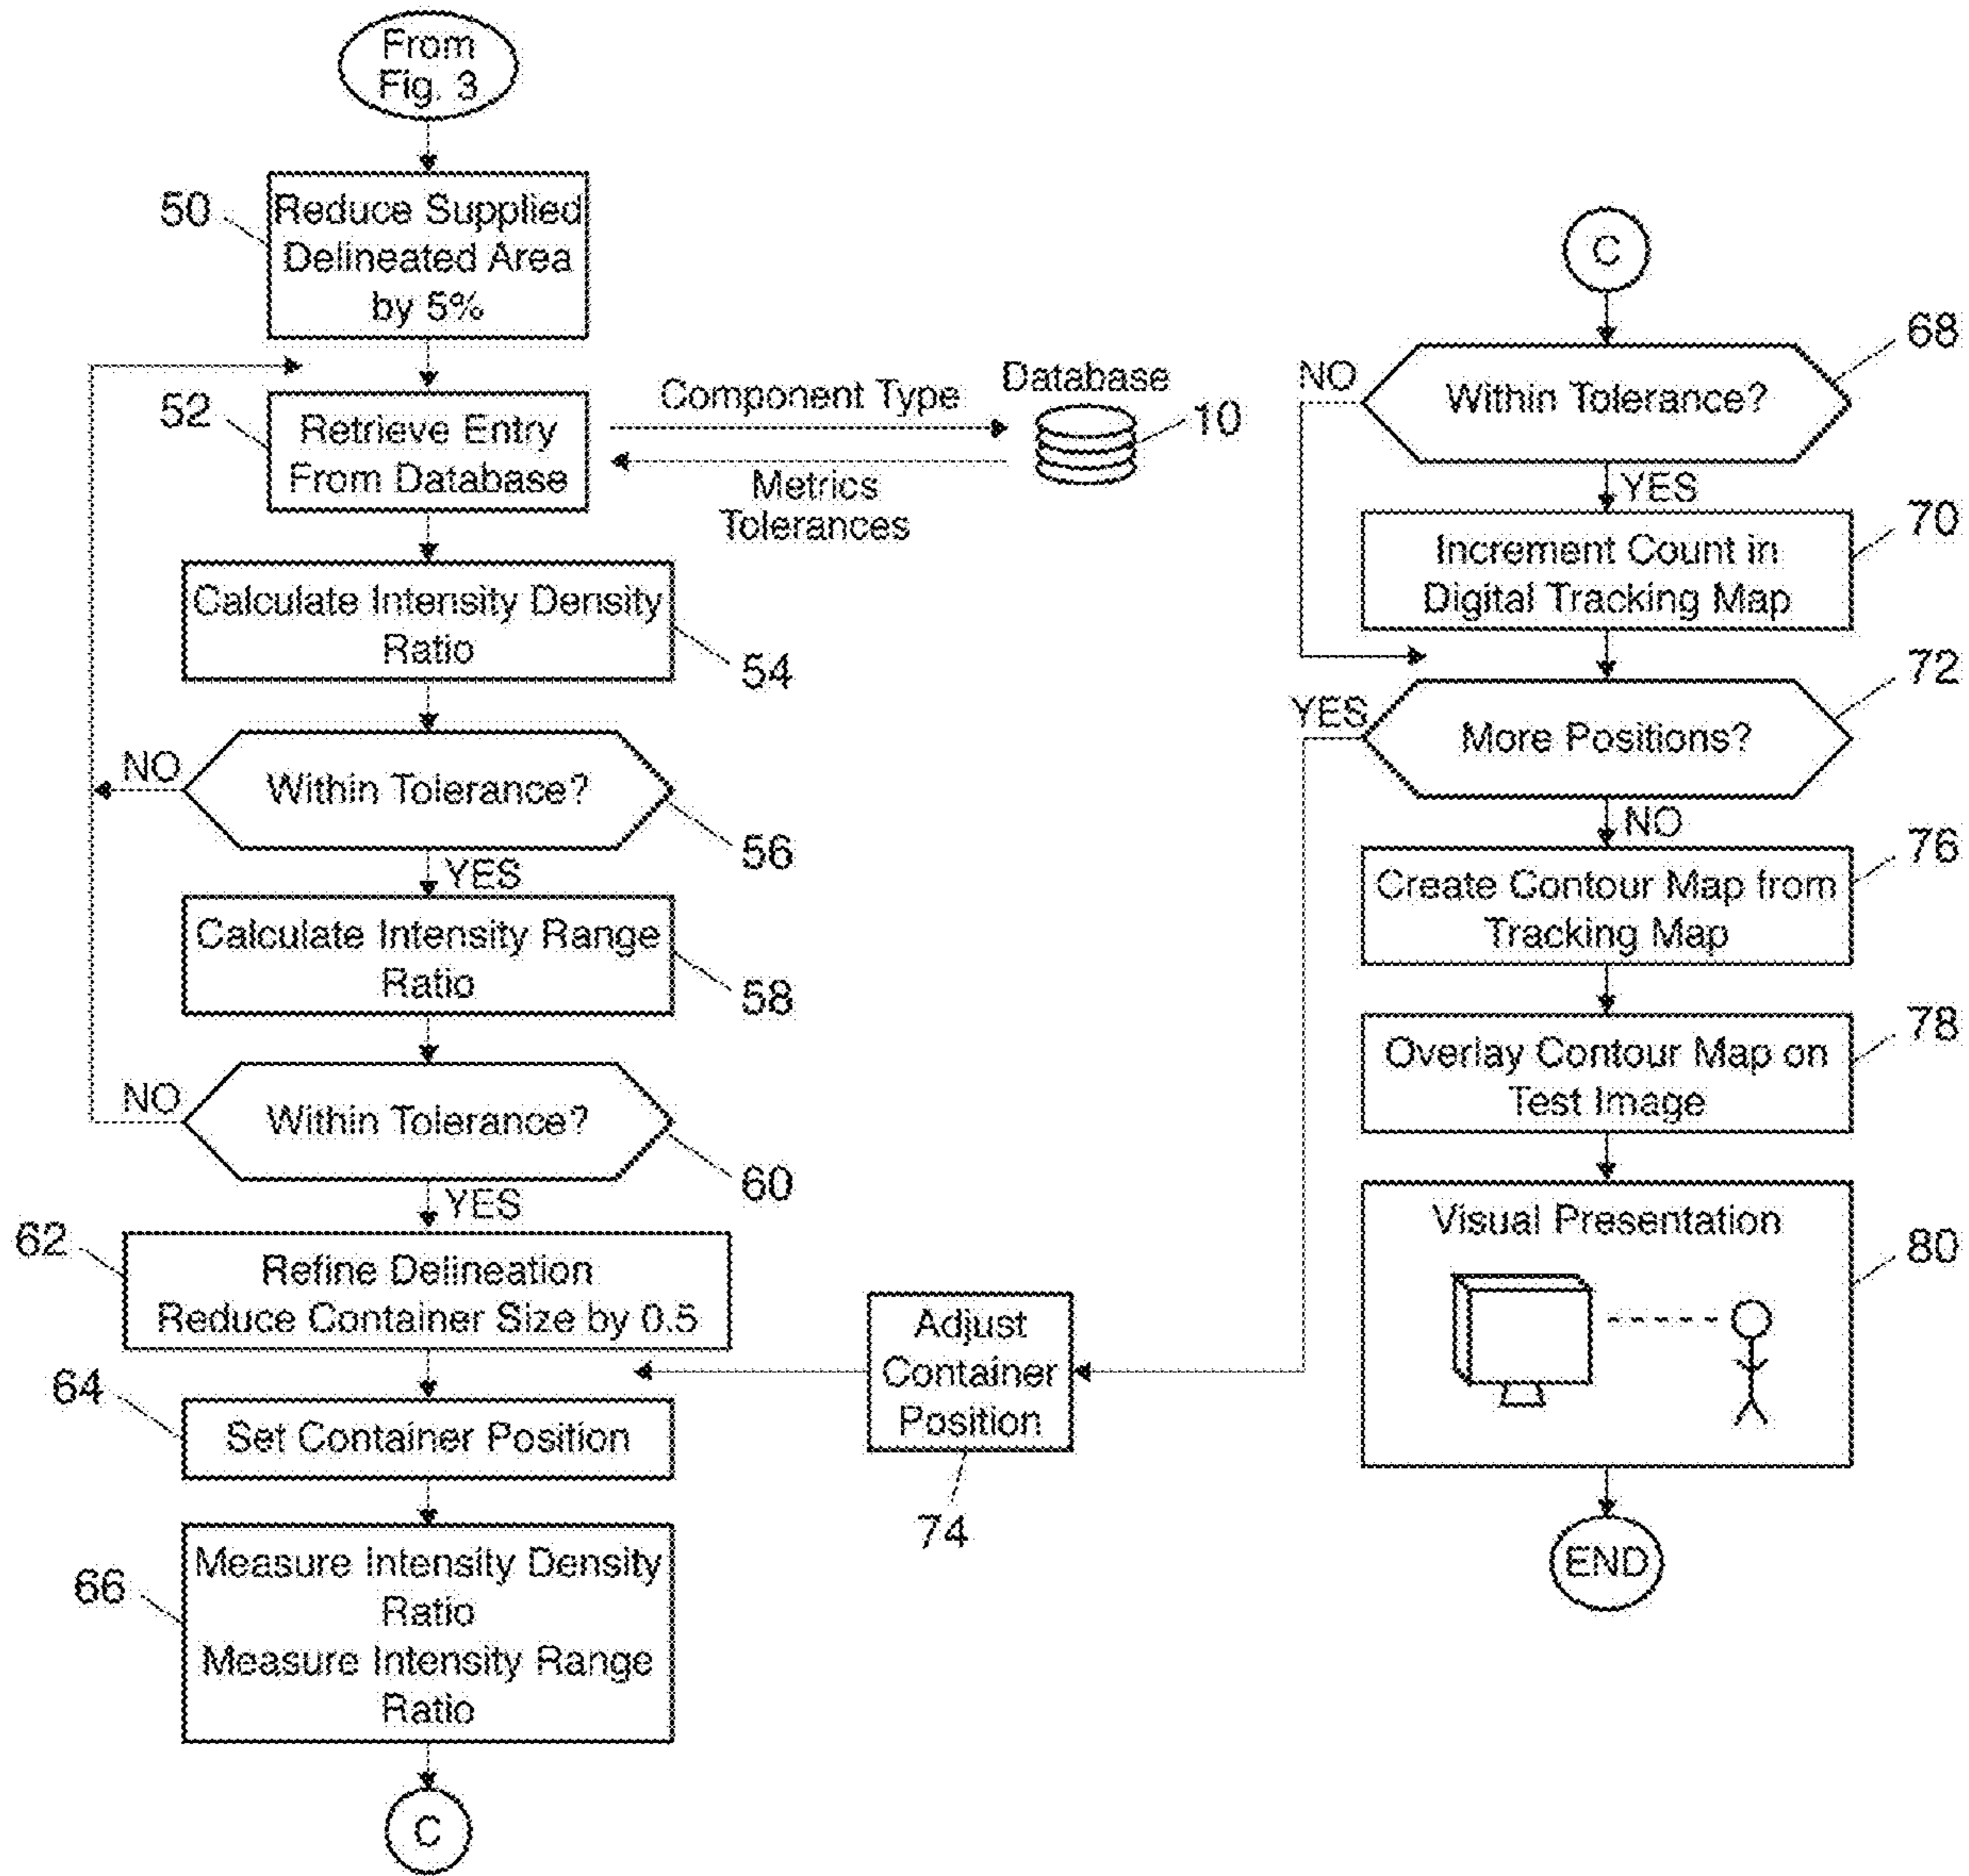 From
Fig. 3
50
Reduce Supplied
Delineated Area
by 5%
52
Retrieve Entry
From Database
Component Type
Metrics
Tolerances
Database
10
Calculate Intensity Density
Ratio
54
NO
Within Tolerance?
56
YES
Calculate Intensity Range
Ratio
58
NO
Within Tolerance?
60
YES
62
Refine Delineation
Reduce Container Size by 0.5
64
Set Container Position
66
Measure Intensity Density
Ratio
Measure Intensity Range
Ratio
C
Adjust
Container
Position
74
C
NO
Within Tolerance?
68
YES
Increment Count in
Digital Tracking Map
70
YES
More Positions?
72
NO
Create Contour Map from
Tracking Map
76
Overlay Contour Map on
Test Image
78
Visual Presentation
80
END